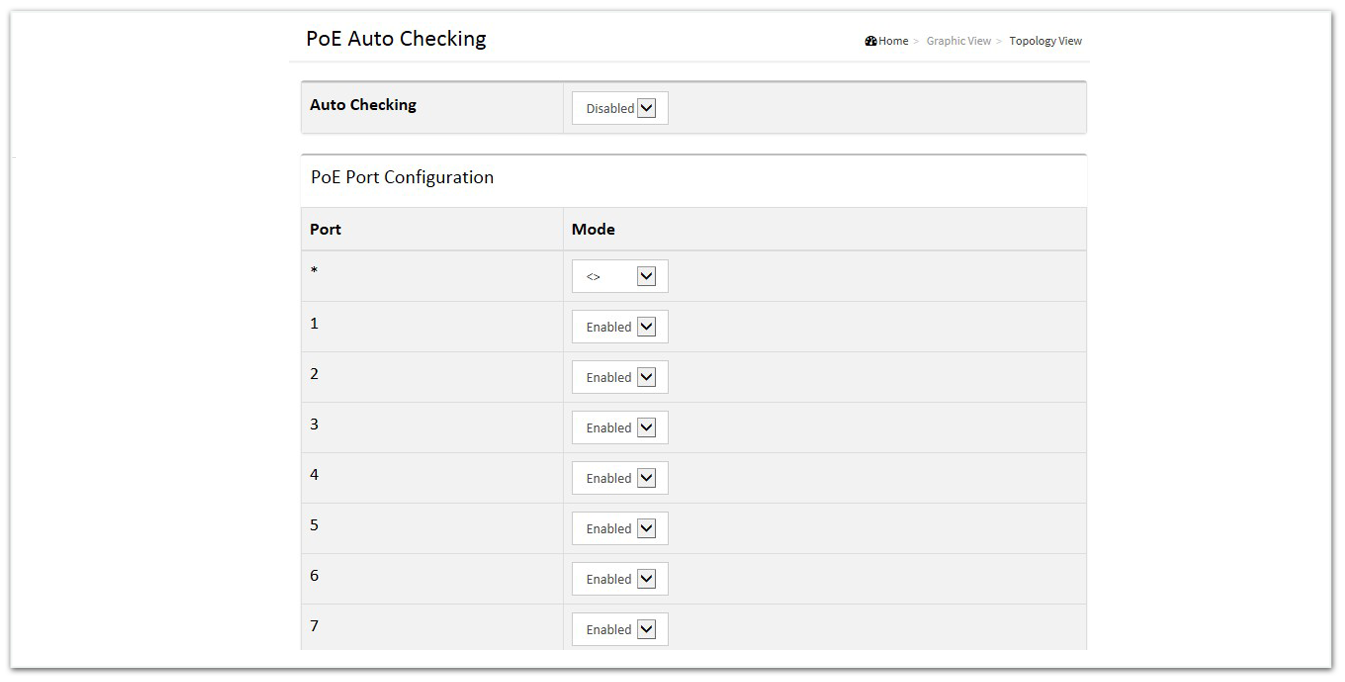 PoE Auto Checking
Home > Graphic View > Topology View
Auto Checking Disabled
PoE Port Configuration
Port Mode
* <>
1 Enabled
2 Enabled
3 Enabled
4 Enabled
5 Enabled
6 Enabled
7 Enabled